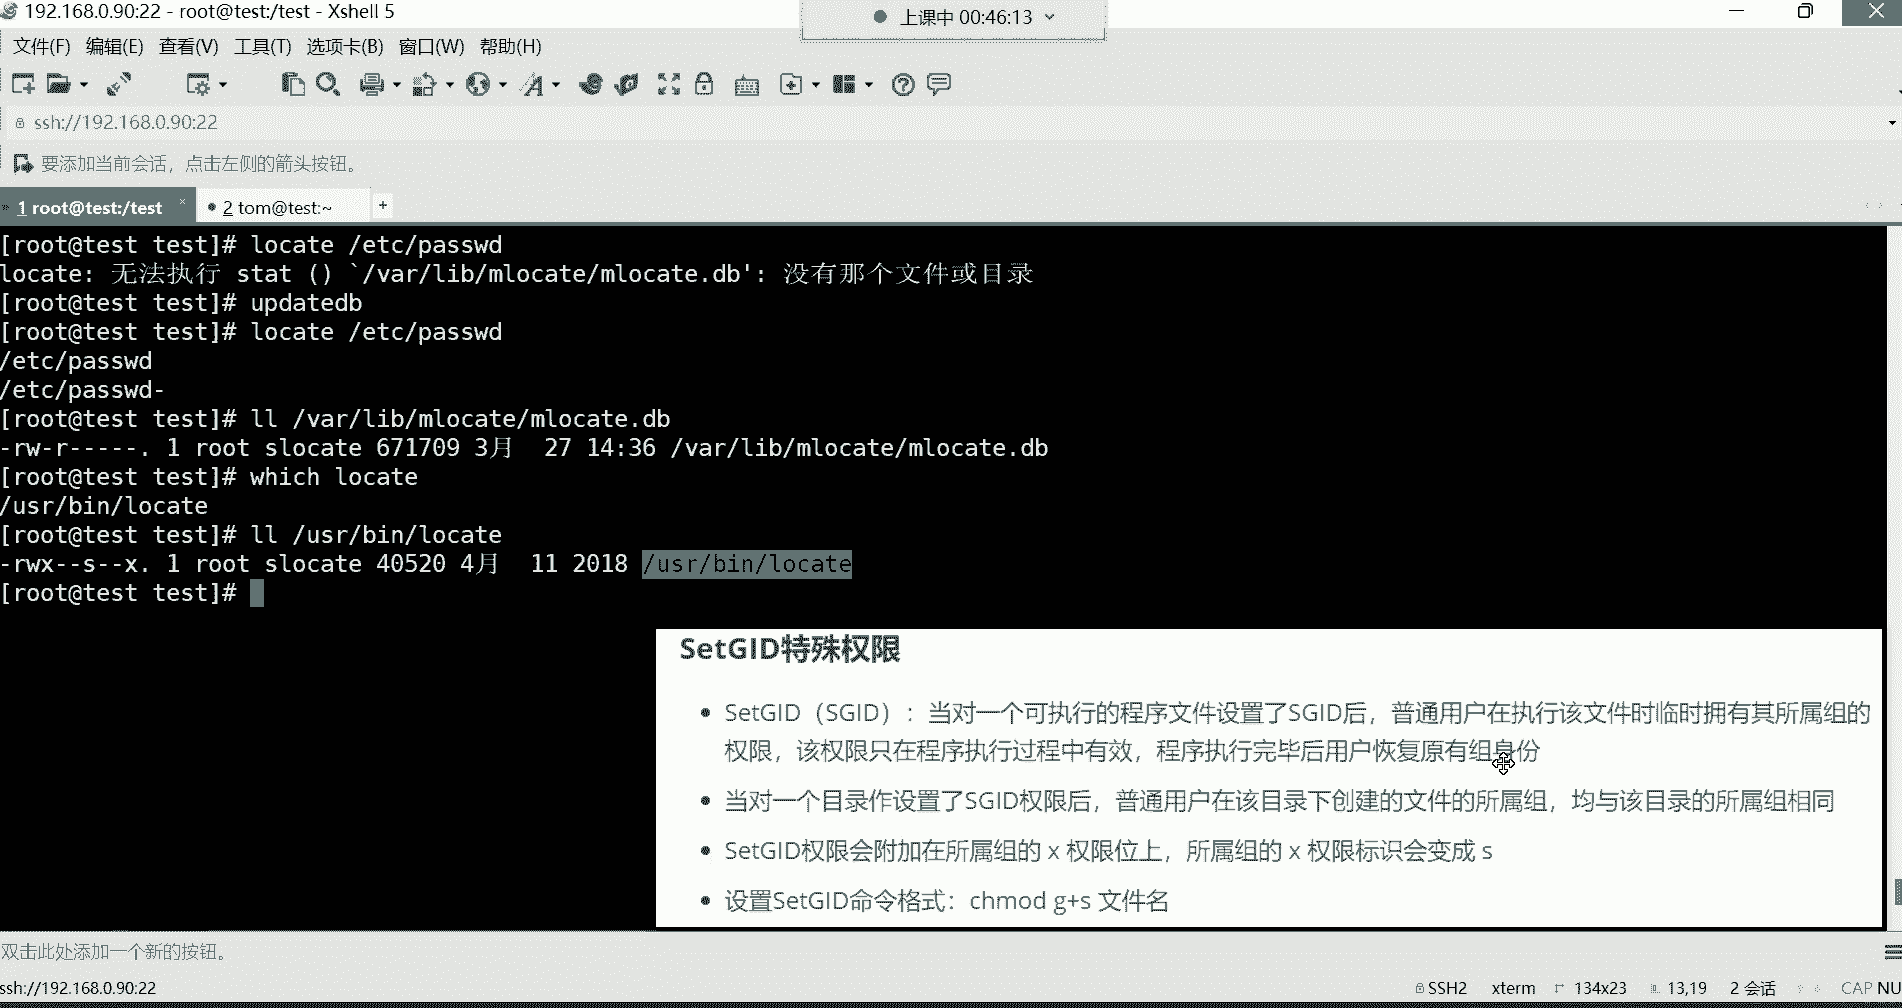 192.168.0.90:22 - root@test:/test - Xshell 5
上课中 00:46:13
文件(F) 编辑(E) 查看(V) 工具(T) 选项卡(B) 窗口(W) 帮助(H)
ssh://192.168.0.90:22
要添加当前会话，点击左侧的箭头按钮。
1 root@test:/test × 2 tom@test:~ +
[root@test test]# locate /etc/passwd
locate: 无法执行 stat () `/var/lib/mlocate/mlocate.db': 没有那个文件或目录
[root@test test]# updatedb
[root@test test]# locate /etc/passwd
/etc/passwd
/etc/passwd-
[root@test test]# ll /var/lib/mlocate/mlocate.db
-rw-r-----. 1 root slocate 671709 3月  27 14:36 /var/lib/mlocate/mlocate.db
[root@test test]# which locate
/usr/bin/locate
[root@test test]# ll /usr/bin/locate
-rwx--s--x. 1 root slocate 40520 4月  11 2018 /usr/bin/locate
[root@test test]#
SetGID特殊权限
• SetGID（SGID）：当对一个可执行的程序文件设置了SGID后，普通用户在执行该文件时临时拥有其所属组的
权限，该权限只在程序执行过程中有效，程序执行完毕后用户恢复原有组身份
• 当对一个目录作设置了SGID权限后，普通用户在该目录下创建的文件的所属组，均与该目录的所属组相同
• SetGID权限会附加在所属组的 x 权限位上，所属组的 x 权限标识会变成 s
• 设置SetGID命令格式：chmod g+s 文件名
双击此处添加一个新的按钮。
ssh://192.168.0.90:22 SSH2 xterm 134x23 13,19 2 会话 CAP NU